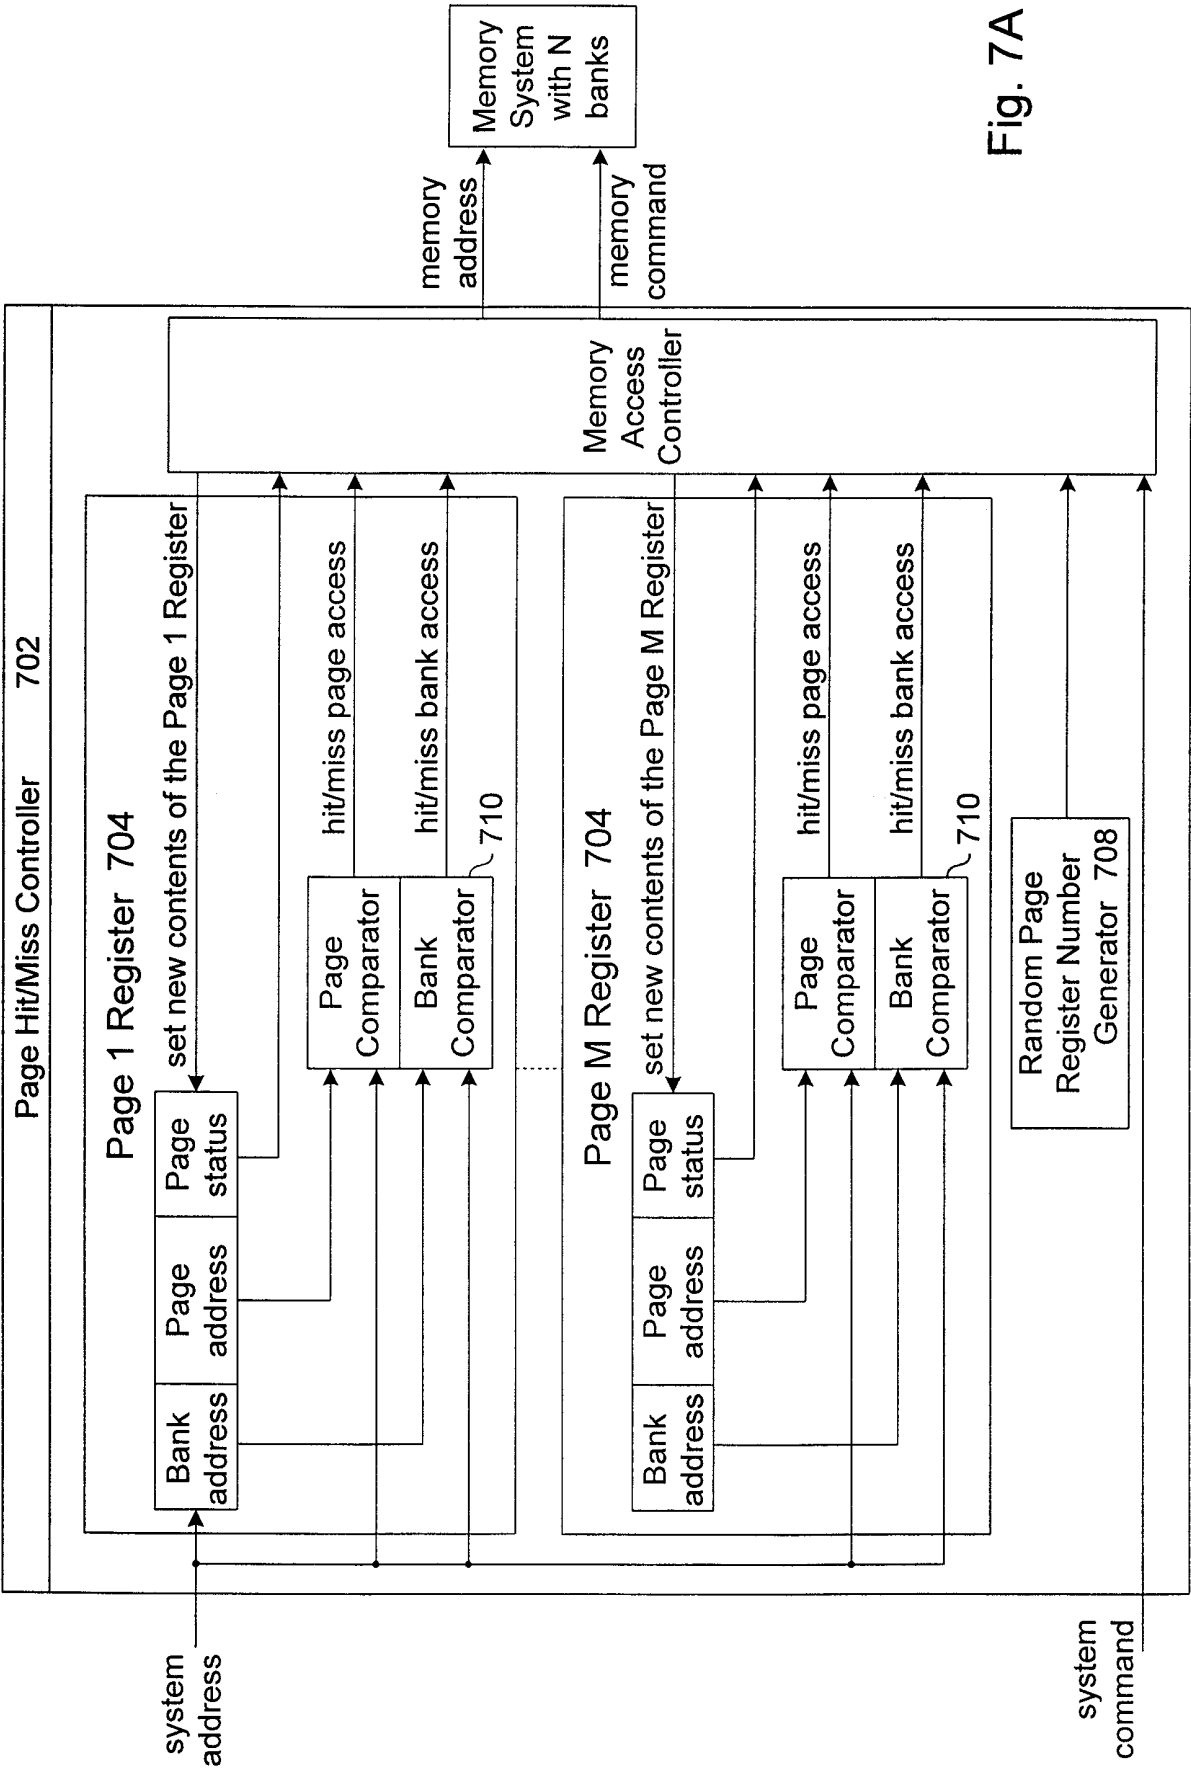 Page Hit/Miss Controller 702
Page 1 Register 704
set new contents of the Page 1 Register
system
address
Bank
address
Page
address
Page
status
Page
Comparator
Bank
Comparator
710
hit/miss page access
hit/miss bank access
Page M Register 704
set new contents of the Page M Register
Bank
address
Page
address
Page
status
Page
Comparator
Bank
Comparator
710
hit/miss page access
hit/miss bank access
Random Page
Register Number
Generator 708
system
command
Memory
Access
Controller
memory
address
memory
command
Memory
System
with N
banks
Fig. 7A